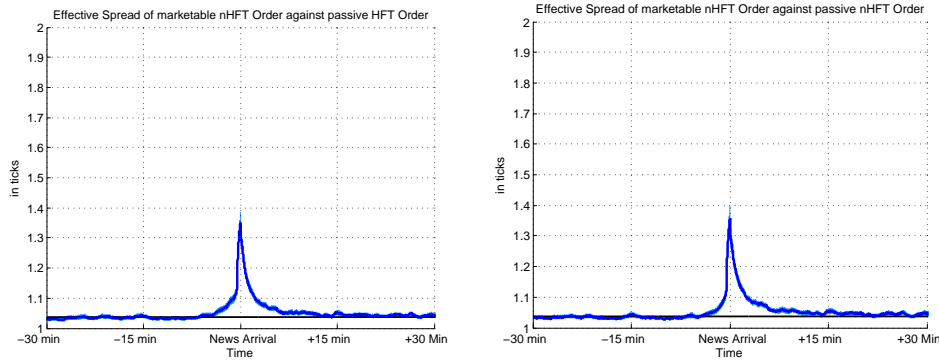 Effective Spread of marketable nHFT Order against passive HFT Order
2
1.9
1.8
1.7
1.6
1.5
1.4
1.3
1.2
1.1
1
in ticks
−30 min −15 min News Arrival +15 min +30 Min
Time
Effective Spread of marketable nHFT Order against passive nHFT Order
2
1.9
1.8
1.7
1.6
1.5
1.4
1.3
1.2
1.1
1
in ticks
−30 min −15 min News Arrival +15 min +30 Min
Time